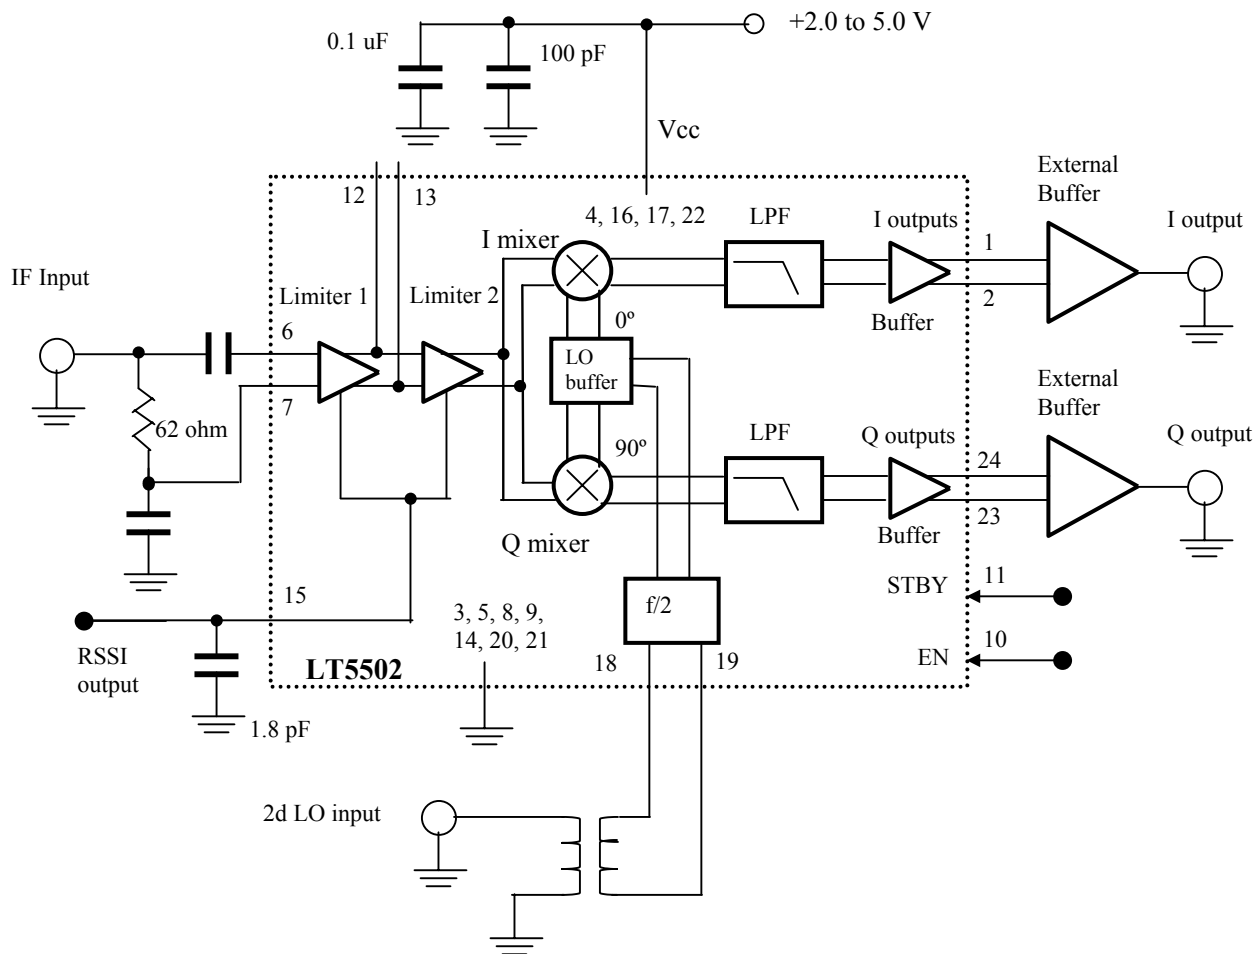 +2.0 to 5.0 V
0.1 uF
100 pF
Vcc
External
Buffer
12
13
4, 16, 17, 22
LPF
I outputs
1
I output
I mixer
IF Input
Limiter 1
Limiter 2
2
6
0º
Buffer
LO
buffer
External
Buffer
7
62 ohm
90º
LPF
Q outputs
24
Q output
23
Q mixer
Buffer
11
STBY
15
f/2
3, 5, 8, 9,
14, 20, 21
10
RSSI
output
LT5502
18
19
EN
1.8 pF
2d LO input